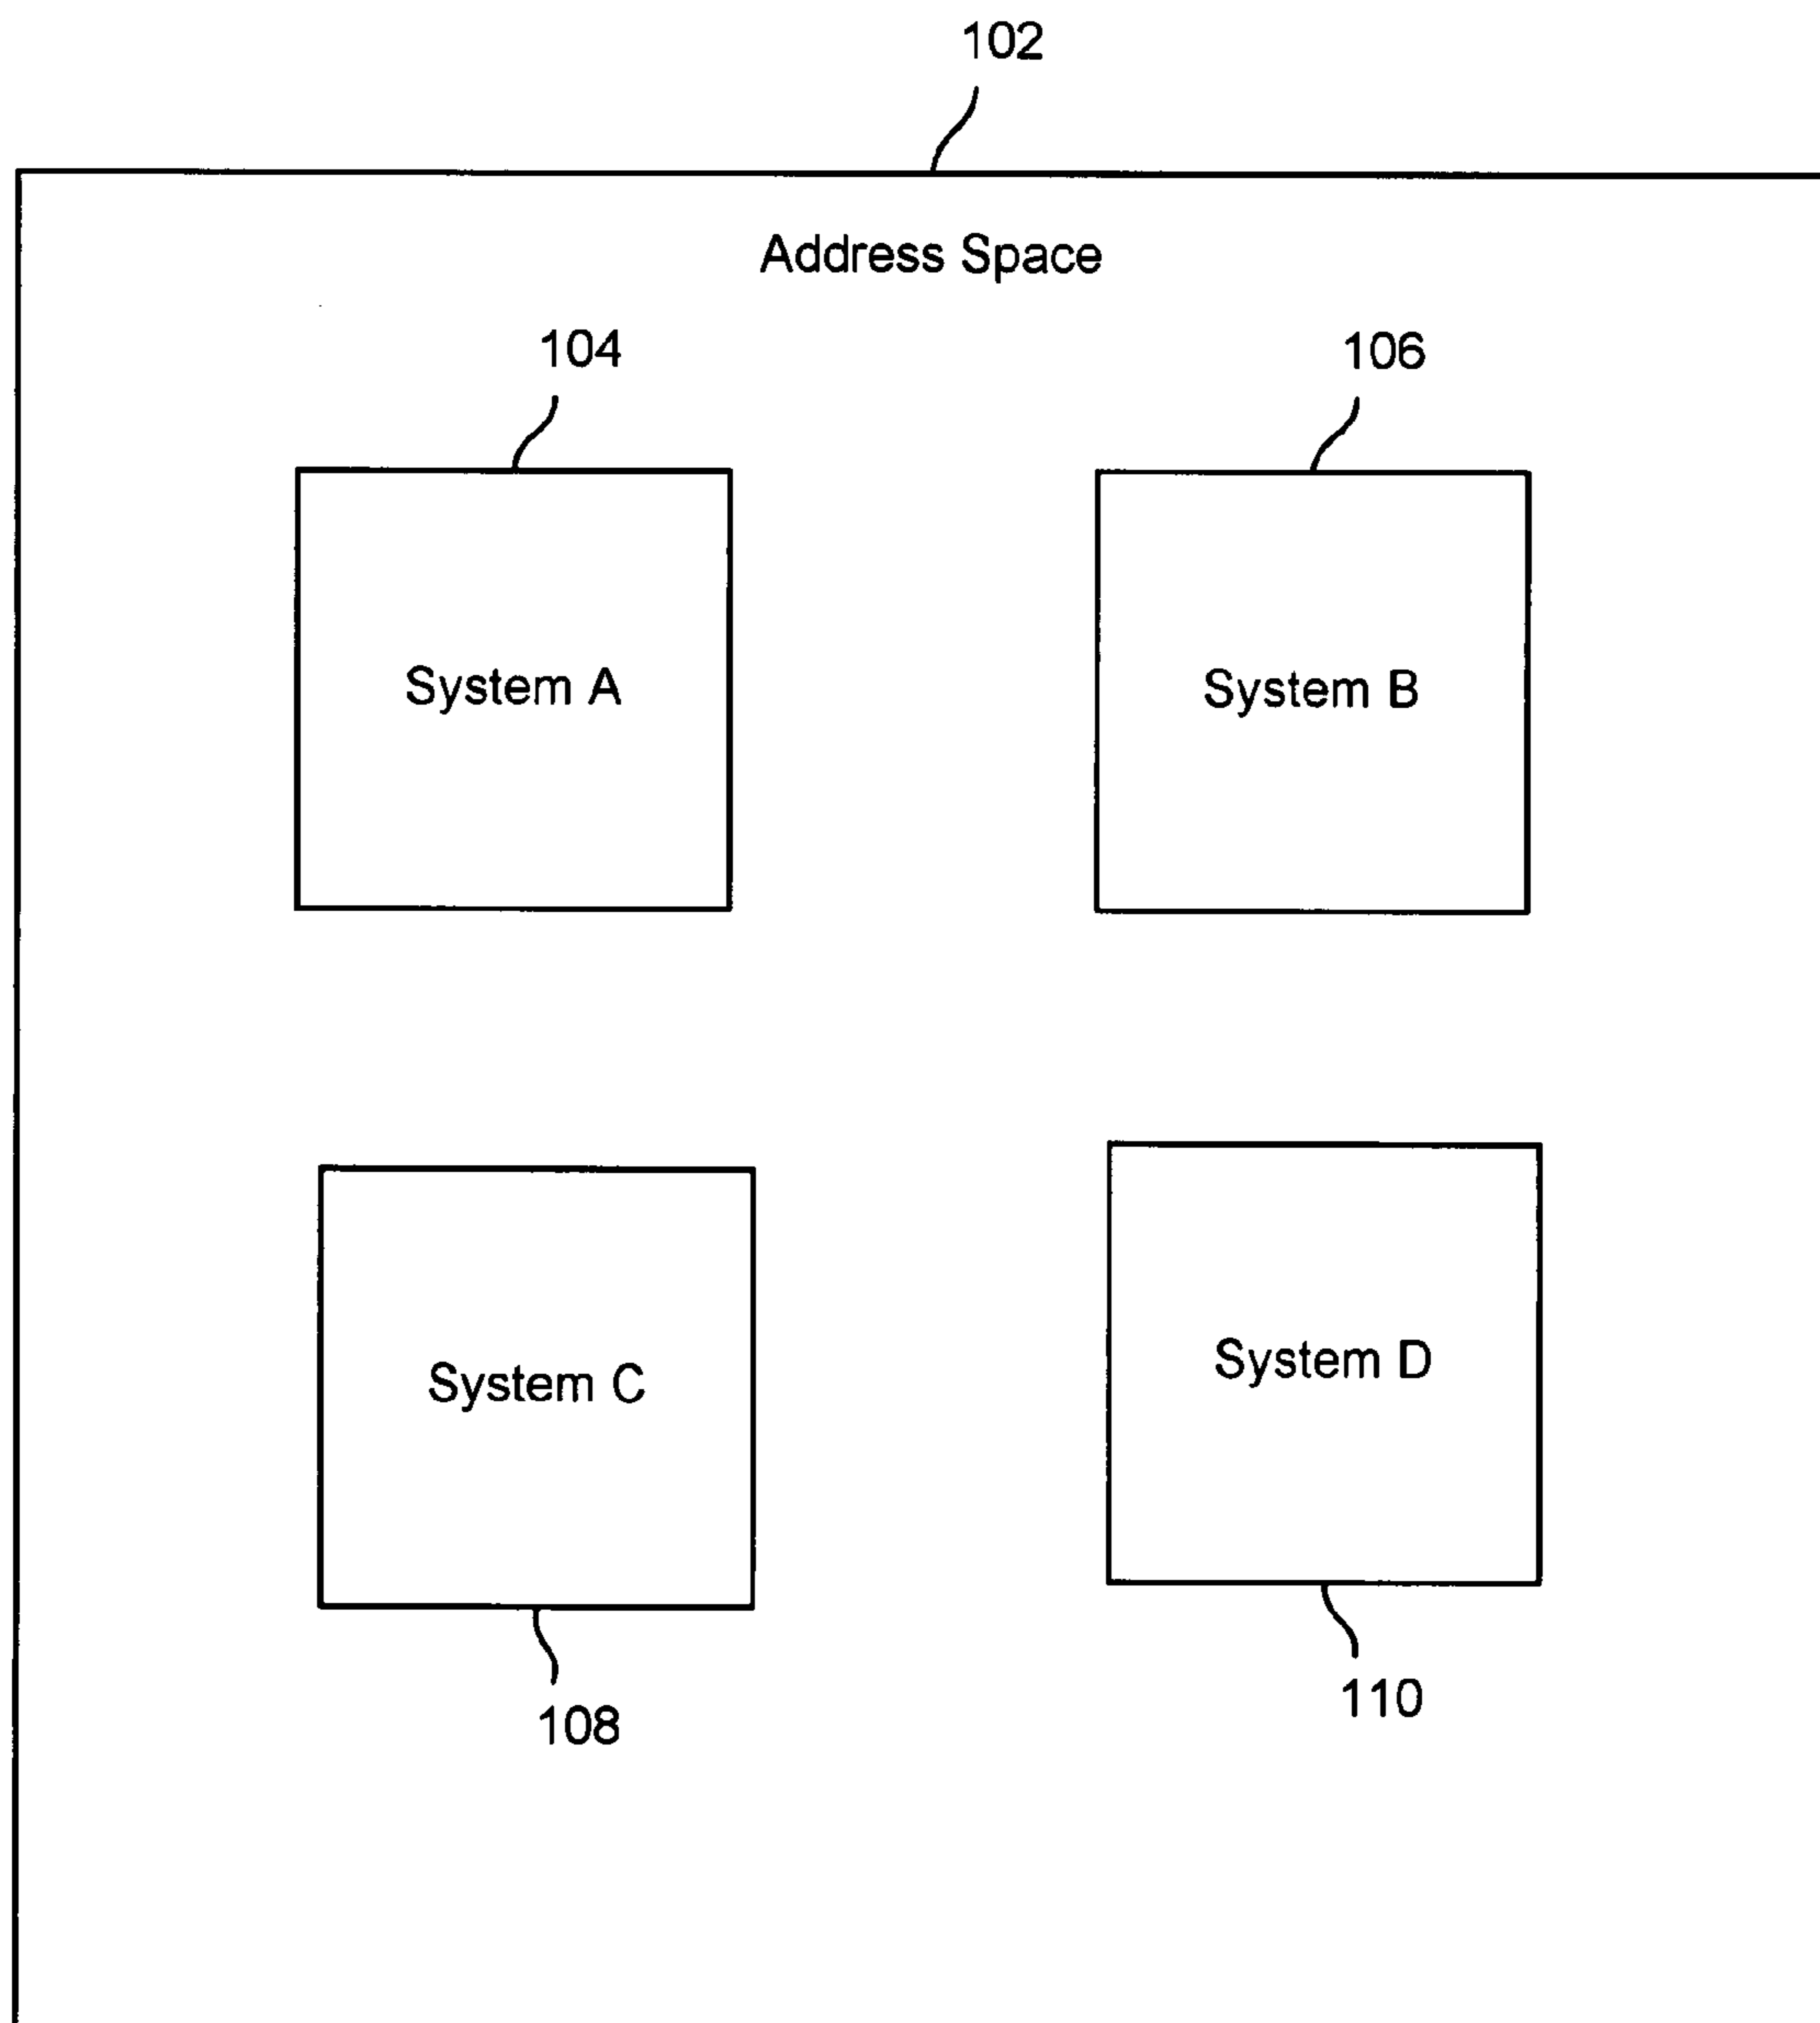 102
Address Space
104
106
System A
System B
System C
System D
108
110